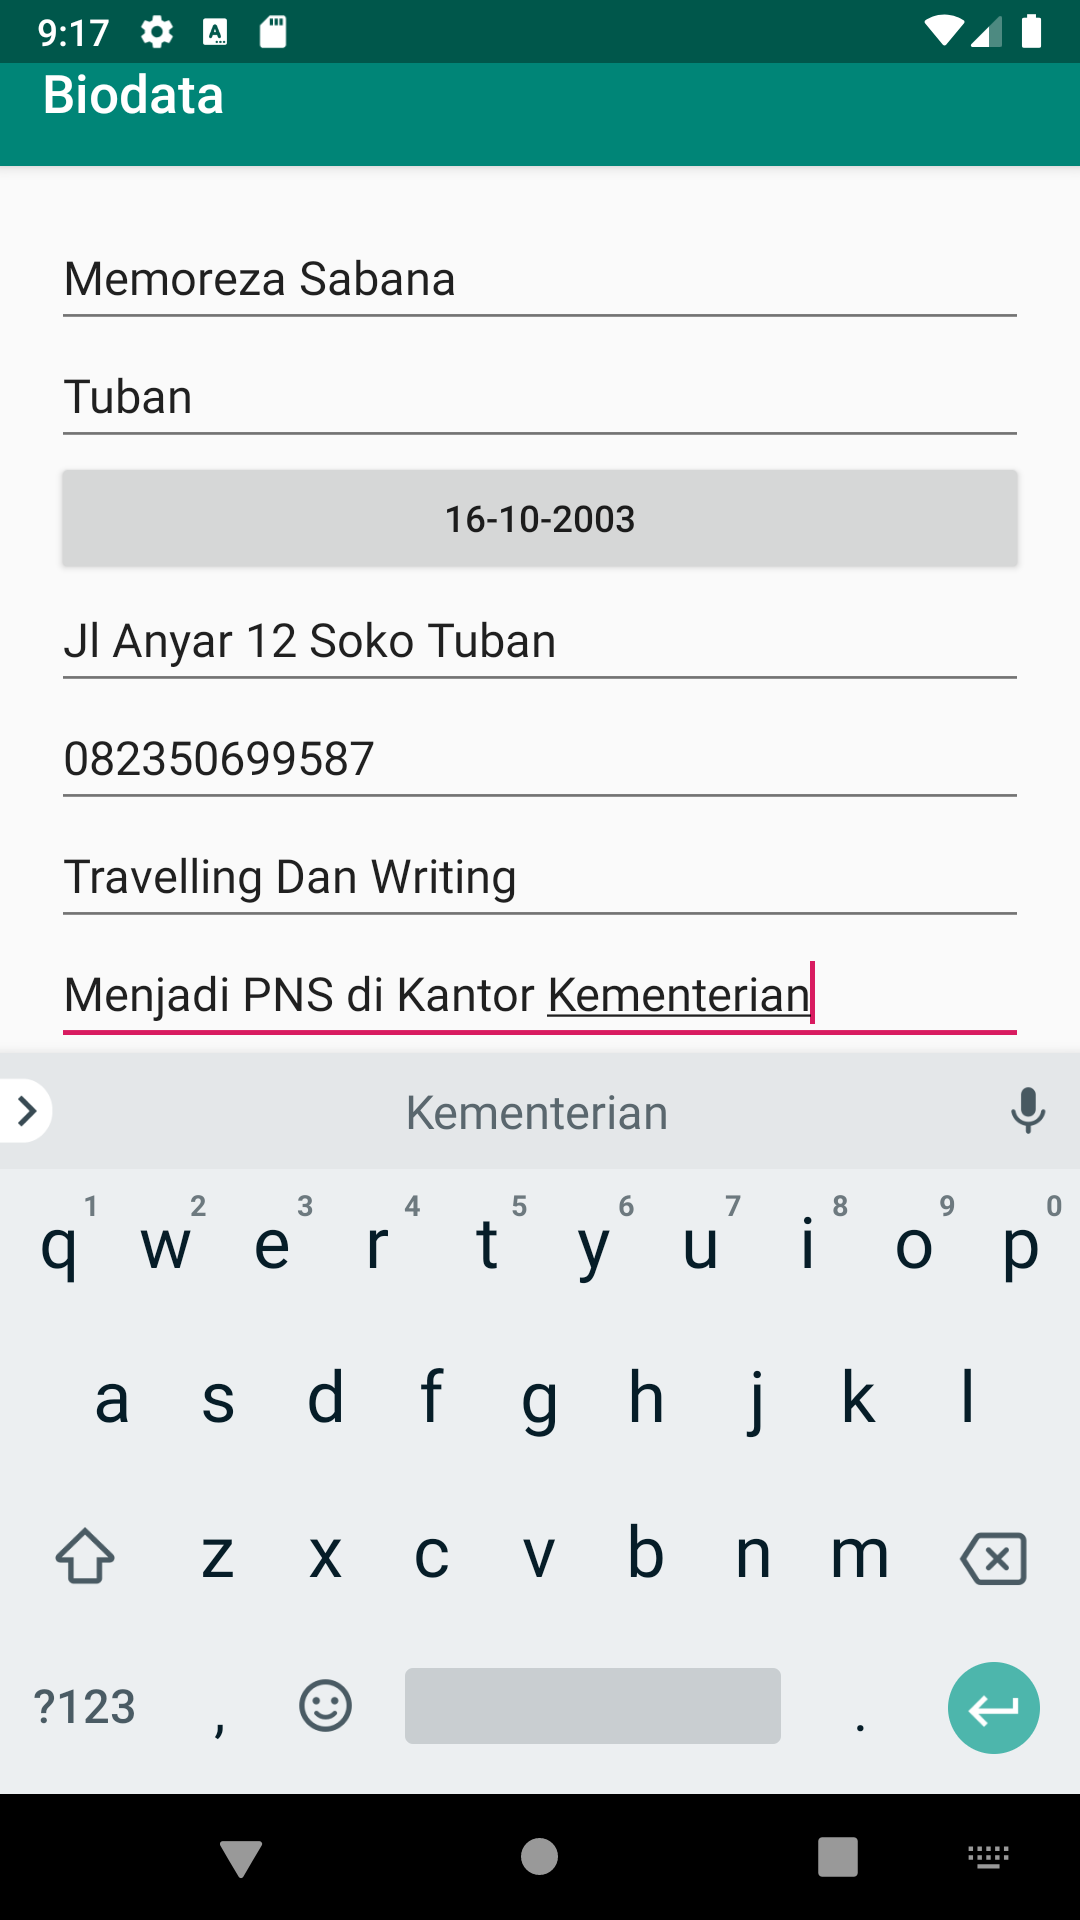 9:17
Biodata
Memoreza Sabana
Tuban
16-10-2003
Jl Anyar 12 Soko Tuban
082350699587
Travelling Dan Writing
Menjadi PNS di Kantor Kementerian
Kementerian
1 2 3 4 5 6 7 8 9 0
q w e r t y u i o p
a s d f g h j k l
z x c v b n m
?123 , .